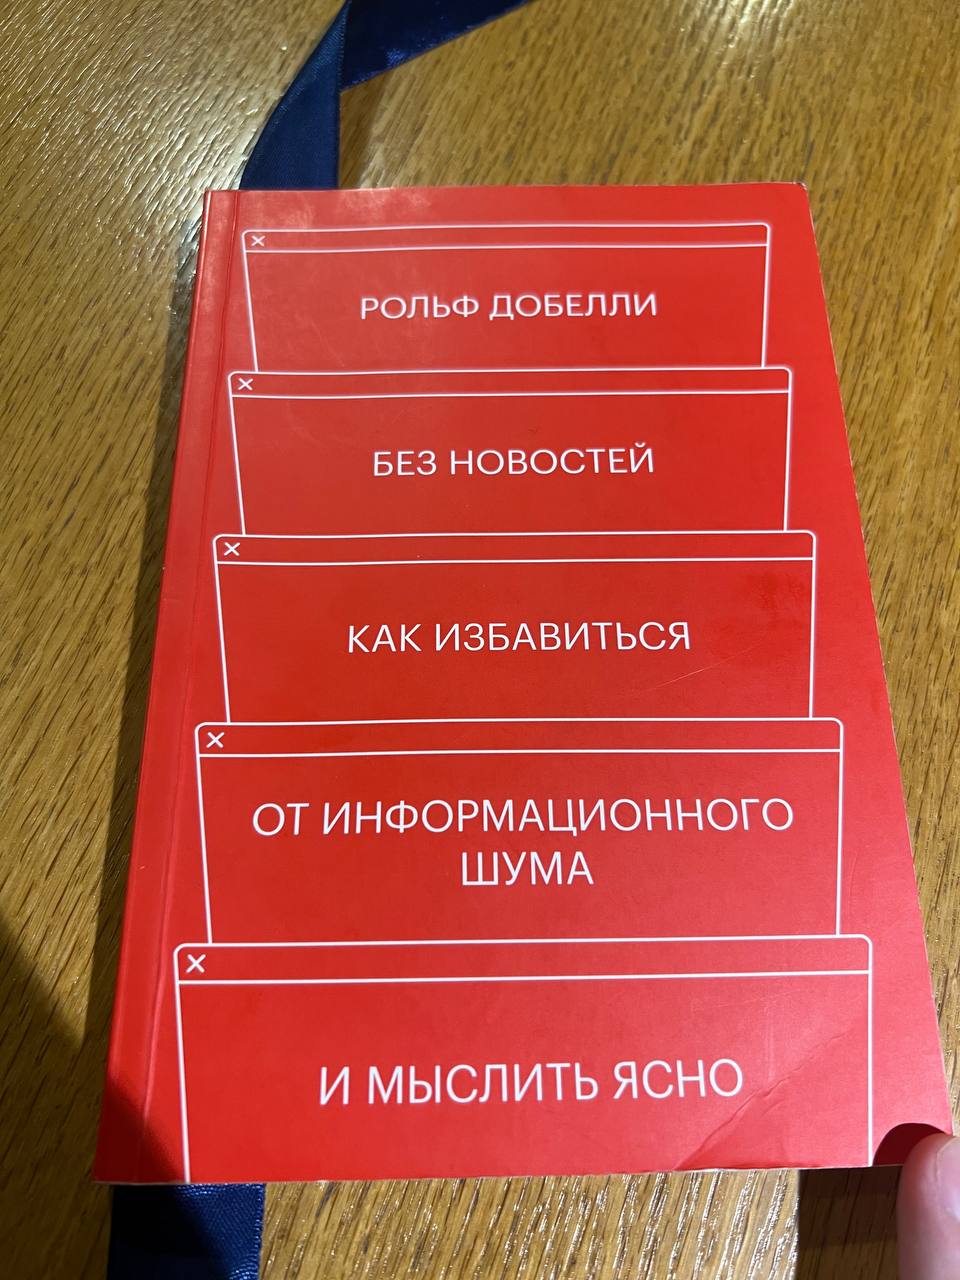 РОЛЬФ ДОБЕЛЛИ
БЕЗ НОВОСТЕЙ
КАК ИЗБАВИТЬСЯ
ОТ ИНФОРМАЦИОННОГО
ШУМА
И МЫСЛИТЬ ЯСНО